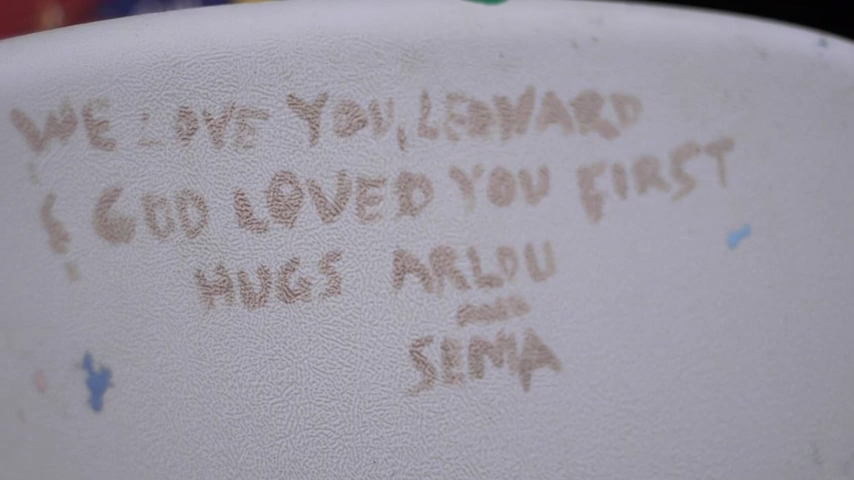 WE LOVE YOU, LEONARD
& GOD LOVED YOU FIRST
HUGS ARLOU
AND
SEMA